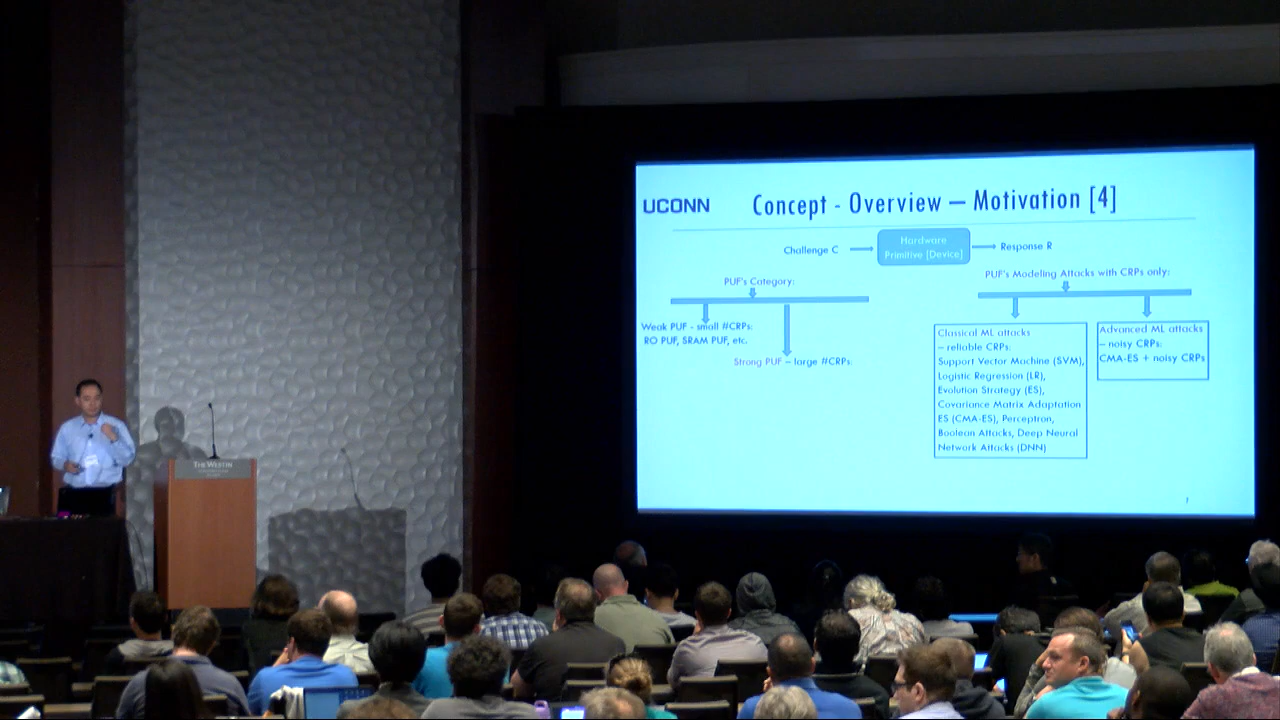 UCONN
Concept - Overview – Motivation [4]
Challenge C
Hardware
Primitive [Device]
Response R
PUF's Category:
Weak PUF - small #CRPs:
RO PUF, SRAM PUF, etc.
Strong PUF – large #CRPs:
PUF's Modeling Attacks with CRPs only:
Classical ML attacks
– reliable CRPs:
Support Vector Machine (SVM),
Logistic Regression (LR),
Evolution Strategy (ES),
Covariance Matrix Adaptation
ES (CMA-ES), Perceptron,
Boolean Attacks, Deep Neural
Network Attacks (DNN)
Advanced ML attacks
– noisy CRPs:
CMA-ES + noisy CRPs
THE WESTIN